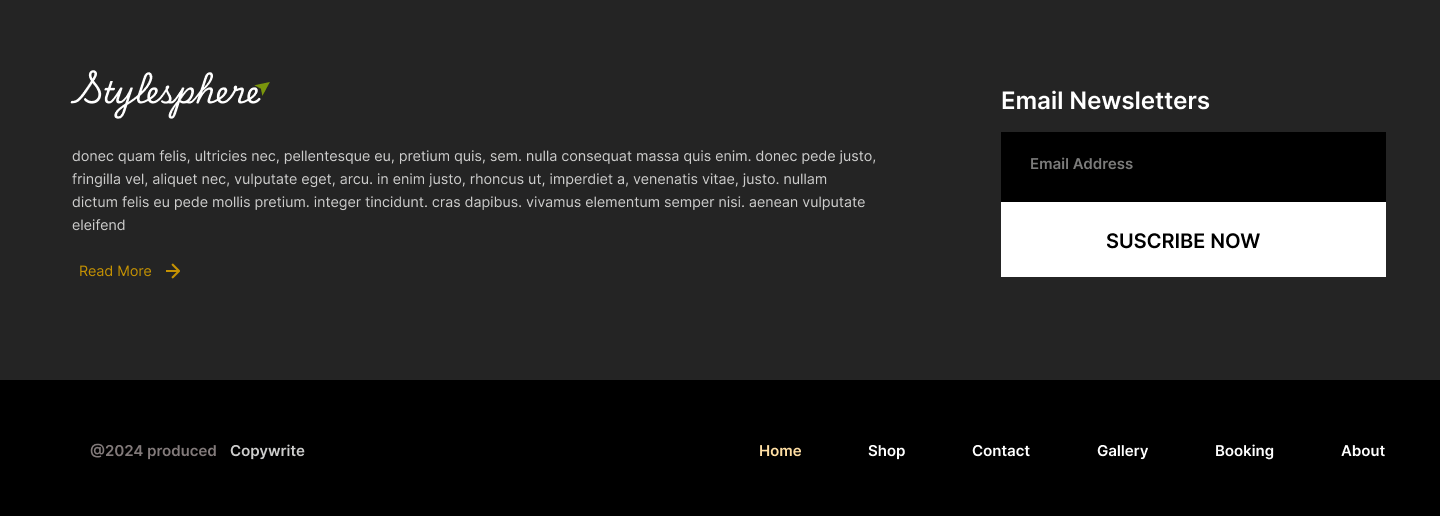 Stylesphere
donec quam felis, ultricies nec, pellentesque eu, pretium quis, sem. nulla consequat massa quis enim. donec pede justo,
fringilla vel, aliquet nec, vulputate eget, arcu. in enim justo, rhoncus ut, imperdiet a, venenatis vitae, justo. nullam
dictum felis eu pede mollis pretium. integer tincidunt. cras dapibus. vivamus elementum semper nisi. aenean vulputate
eleifend
Read More
Email Newsletters
Email Address
SUSCRIBE NOW
@2024 produced Copywrite
Home Shop Contact Gallery Booking About